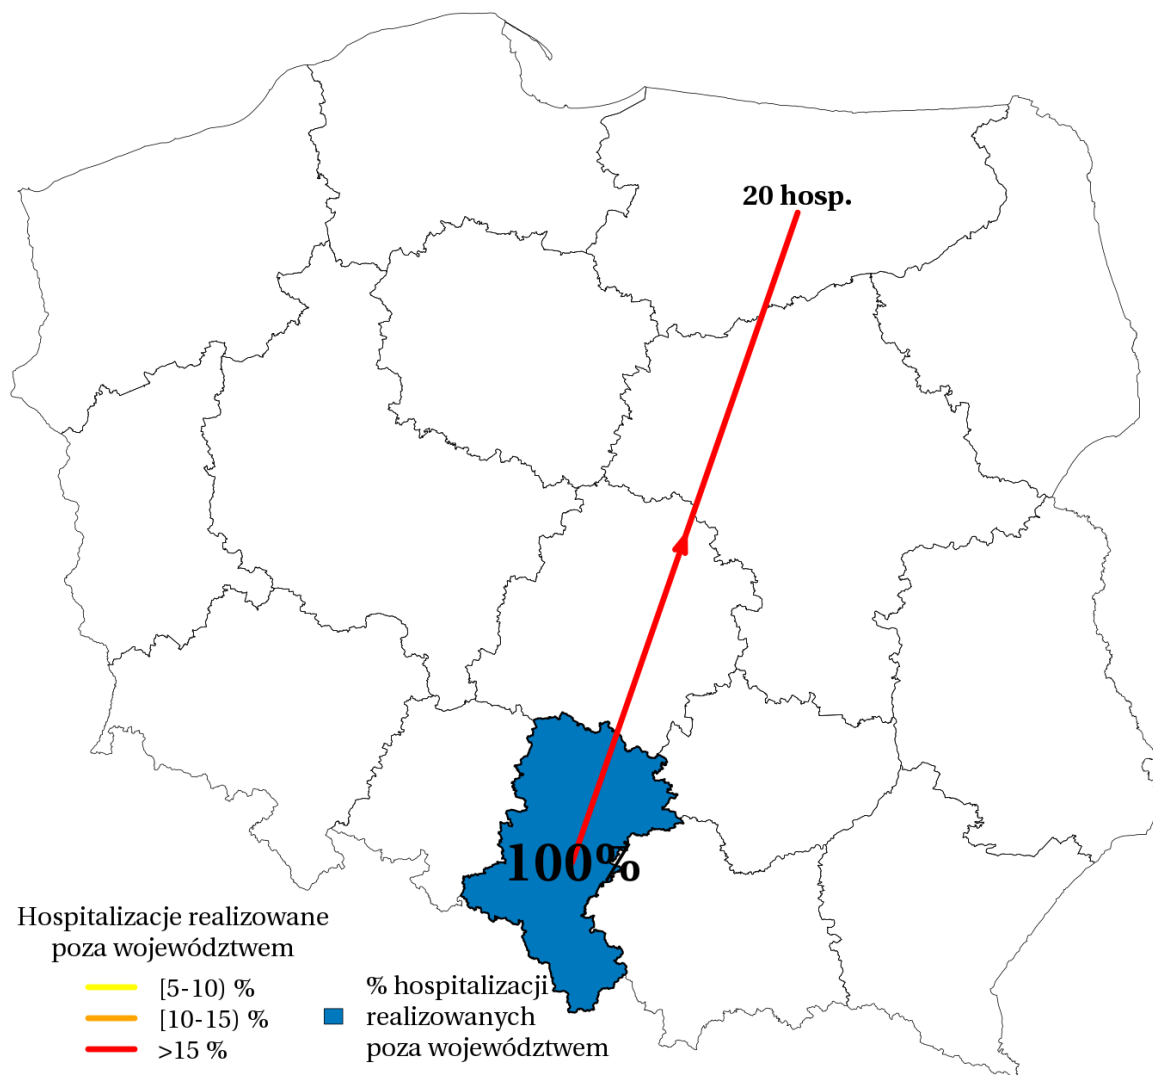 20 hosp.
100%
Hospitalizacje realizowane
poza województwem
[5-10) %
[10-15) %
>15 %
% hospitalizacji
realizowanych
poza województwem